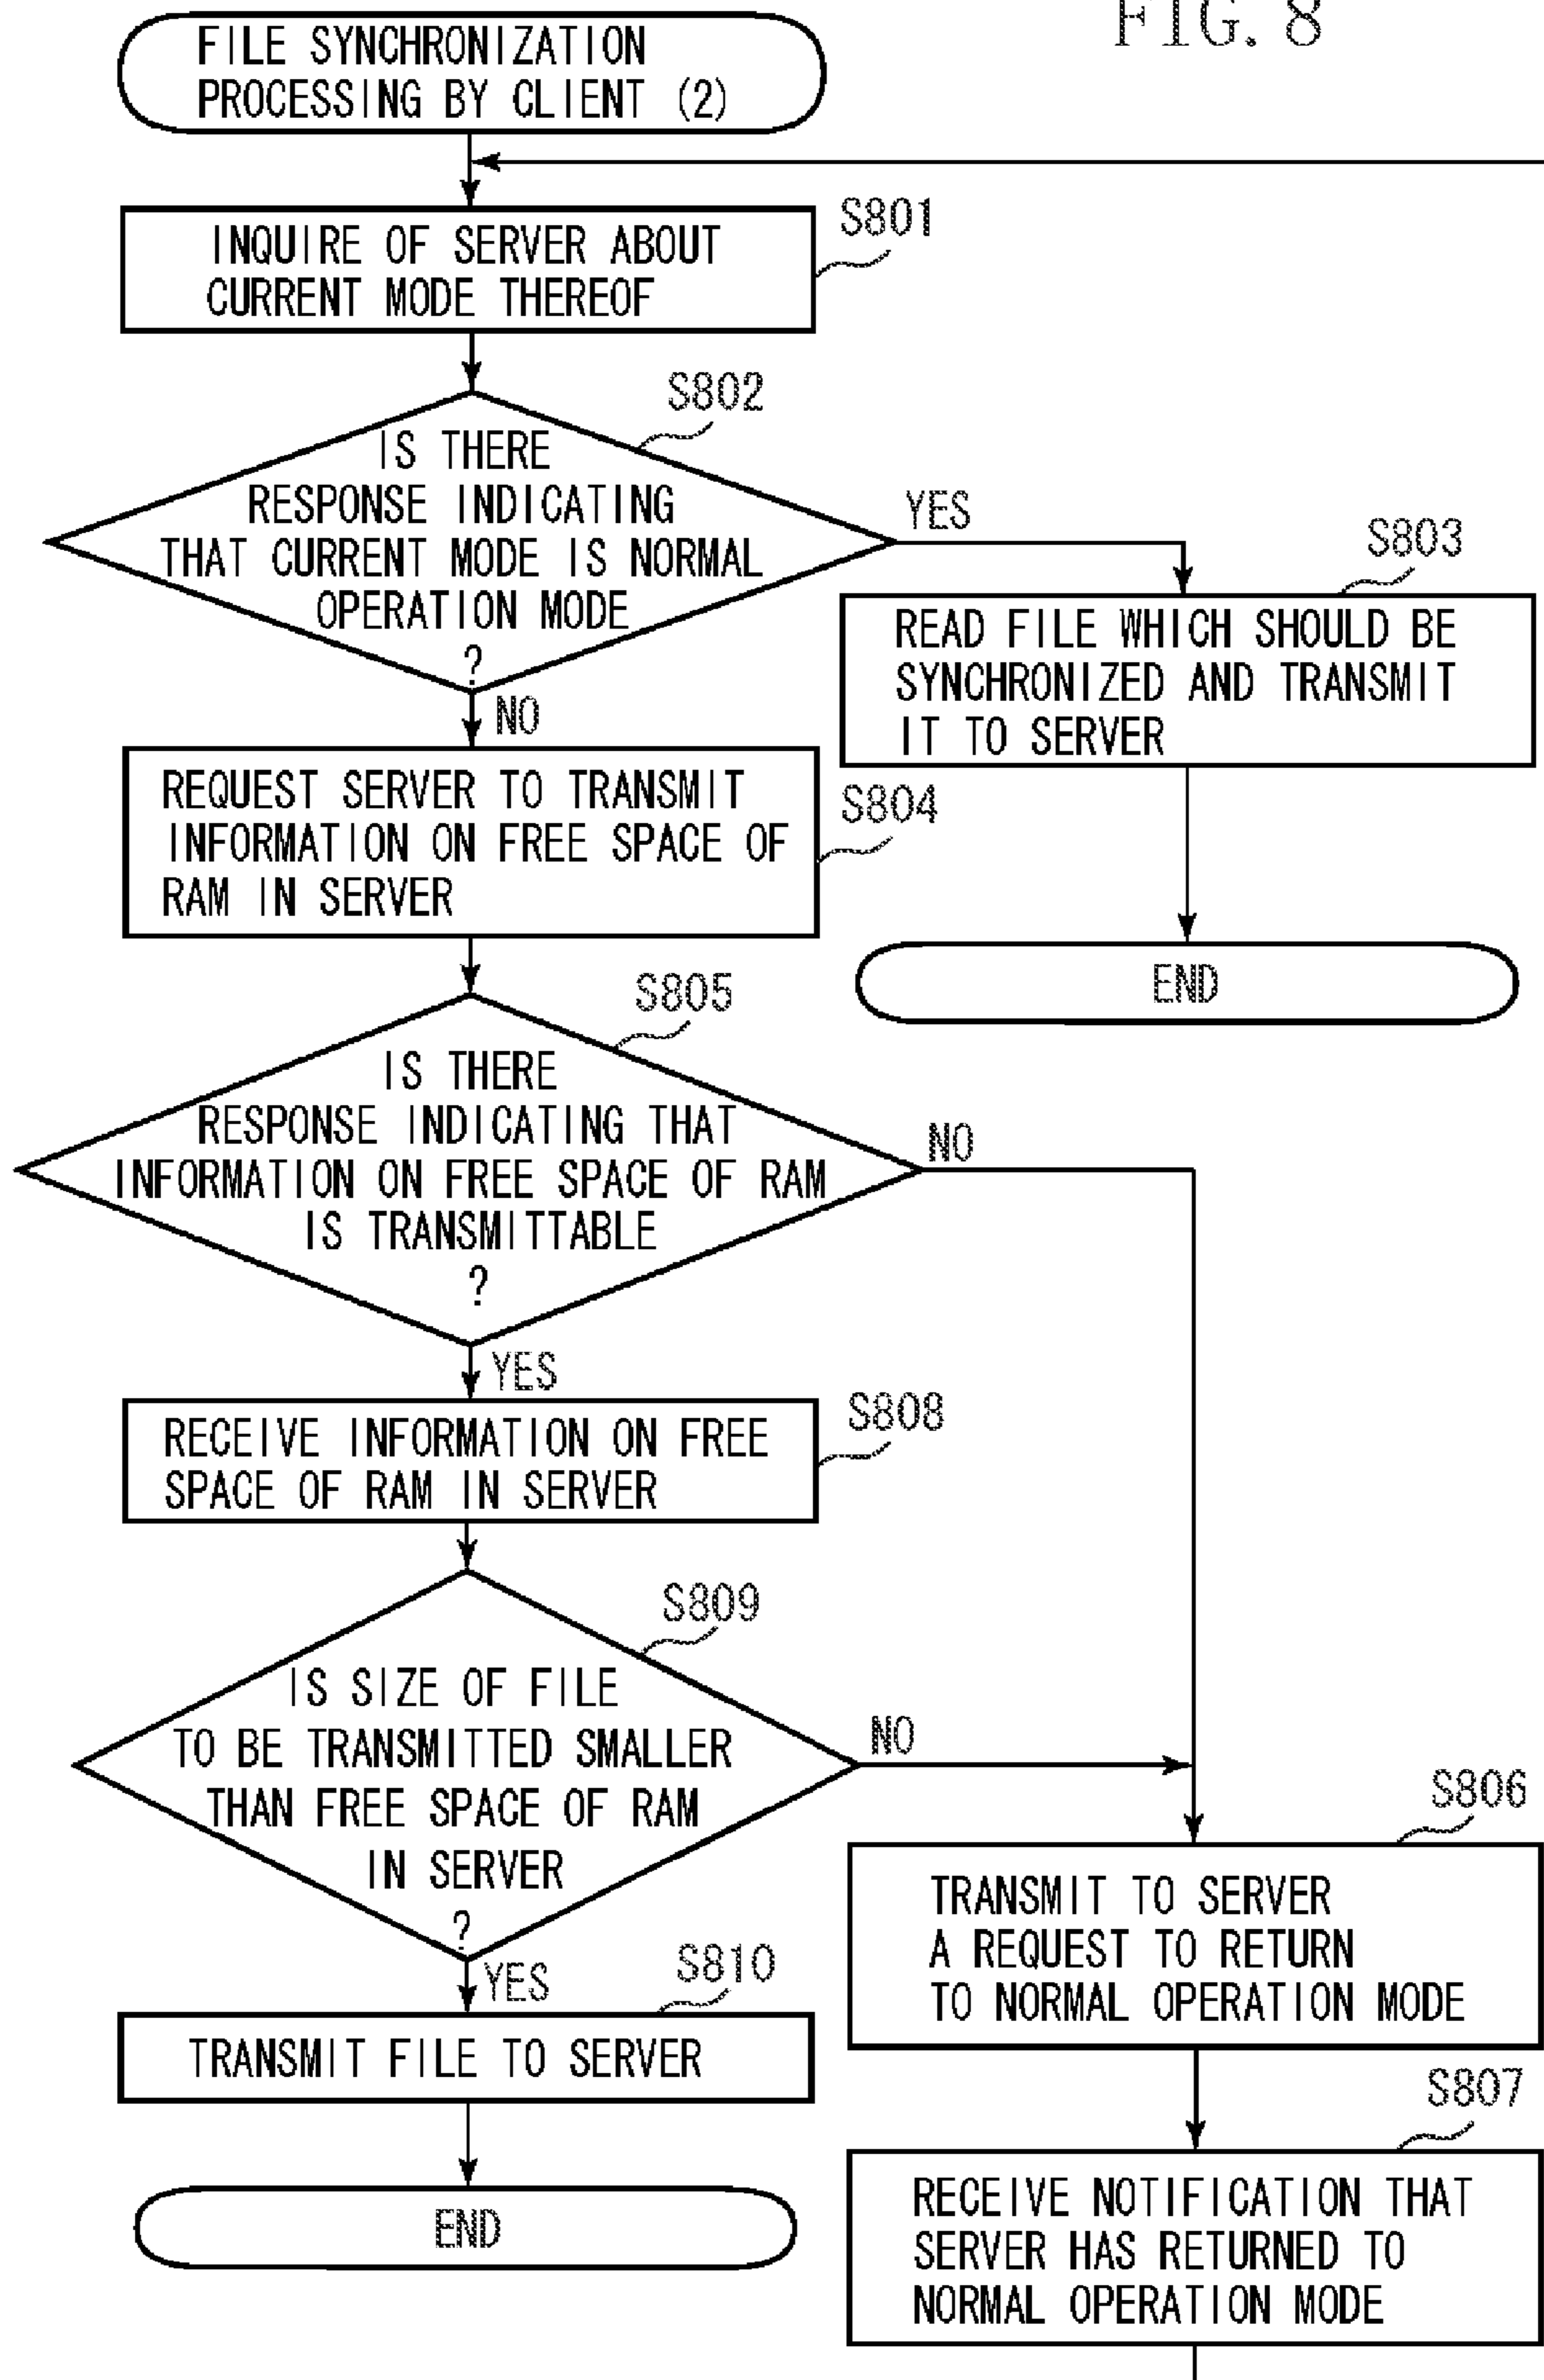 FIG. 8
FILE SYNCHRONIZATION
PROCESSING BY CLIENT (2)
S801
INQUIRE OF SERVER ABOUT
CURRENT MODE THEREOF
S802
IS THERE
RESPONSE INDICATING
THAT CURRENT MODE IS NORMAL
OPERATION MODE
?
YES
NO
S803
READ FILE WHICH SHOULD BE
SYNCHRONIZED AND TRANSMIT
IT TO SERVER
END
S804
REQUEST SERVER TO TRANSMIT
INFORMATION ON FREE SPACE OF
RAM IN SERVER
S805
IS THERE
RESPONSE INDICATING THAT
INFORMATION ON FREE SPACE OF RAM
IS TRANSMITTABLE
?
NO
YES
S808
RECEIVE INFORMATION ON FREE
SPACE OF RAM IN SERVER
S809
IS SIZE OF FILE
TO BE TRANSMITTED SMALLER
THAN FREE SPACE OF RAM
IN SERVER
?
NO
YES
S810
TRANSMIT FILE TO SERVER
END
S806
TRANSMIT TO SERVER
A REQUEST TO RETURN
TO NORMAL OPERATION MODE
S807
RECEIVE NOTIFICATION THAT
SERVER HAS RETURNED TO
NORMAL OPERATION MODE